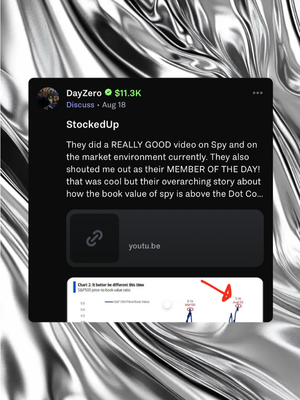 DayZero $11.3K
Discuss • Aug 18
StockedUp
They did a REALLY GOOD video on Spy and on
the market environment currently. They also
shouted me out as their MEMBER OF THE DAY!
that was cool but their overarching story about
how the book value of spy is above the Dot Co...
youtu.be
Chart 2: It better be different this time
S&P500 price-to-book value ratio